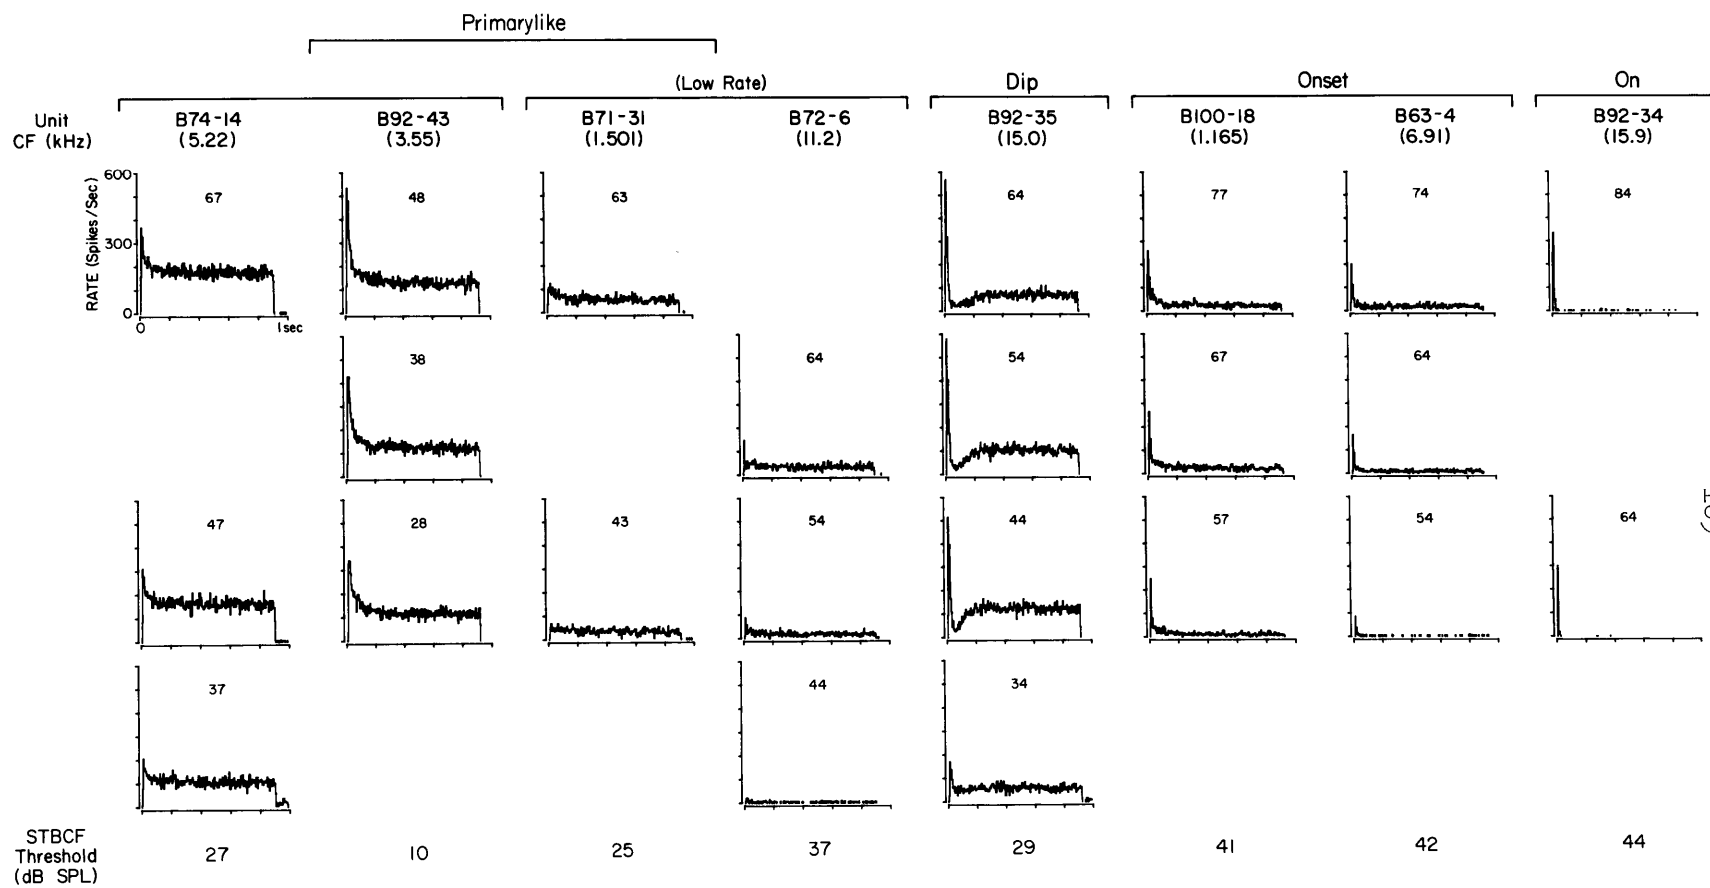 Primarylike
(Low Rate) Dip Onset On
Unit B74-14 B92-43 B71-31 B72-6 B92-35 B100-18 B63-4 B92-34
CF (kHz) (5.22) (3.55) (1.501) (11.2) (15.0) (1.165) (6.91) (15.9)
RATE (Spikes/Sec)
600
300
0
0 1sec
67 48 63 64 77 74 84
38 64 54 67 64
47 28 43 54 44 57 54 64
37 44 34
STBCF
Threshold
(dB SPL)
27 10 25 37 29 41 42 44